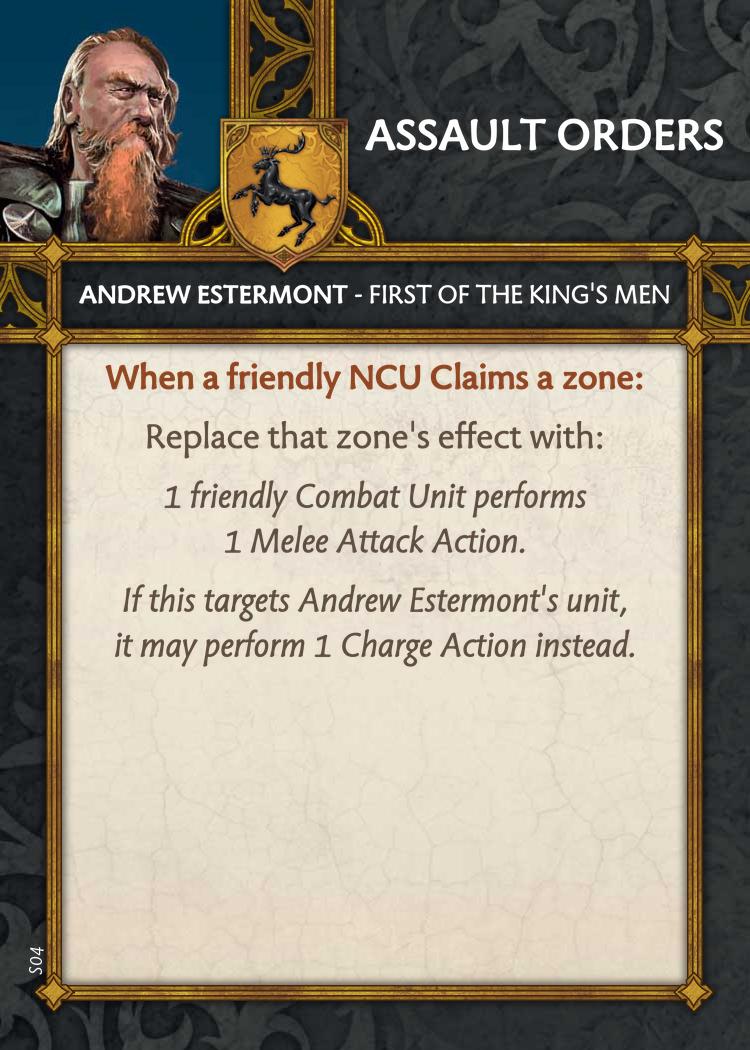 ASSAULT ORDERS
ANDREW ESTERMONT - FIRST OF THE KING'S MEN
When a friendly NCU Claims a zone:
Replace that zone's effect with:
1 friendly Combat Unit performs
1 Melee Attack Action.
If this targets Andrew Estermont's unit,
it may perform 1 Charge Action instead.
S04